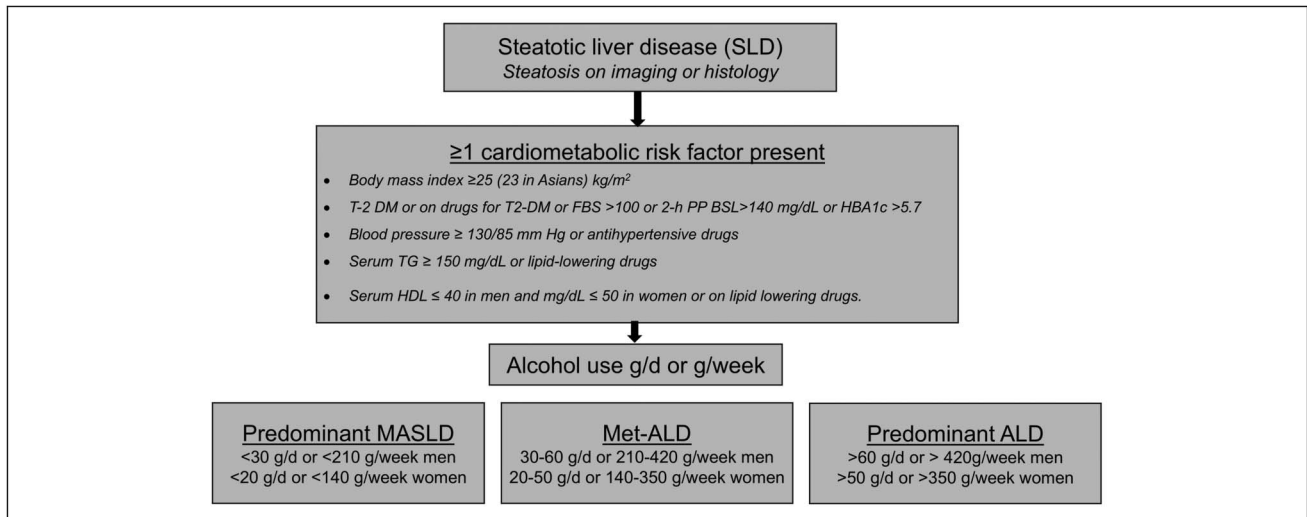 Steatotic liver disease (SLD)
Steatosis on imaging or histology
≥1 cardiometabolic risk factor present
• Body mass index ≥25 (23 in Asians) kg/m²
• T-2 DM or on drugs for T2-DM or FBS >100 or 2-h PP BSL>140 mg/dL or HBA1c >5.7
• Blood pressure ≥ 130/85 mm Hg or antihypertensive drugs
• Serum TG ≥ 150 mg/dL or lipid-lowering drugs
• Serum HDL ≤ 40 in men and mg/dL ≤ 50 in women or on lipid lowering drugs.
Alcohol use g/d or g/week
Predominant MASLD
<30 g/d or <210 g/week men
<20 g/d or <140 g/week women
Met-ALD
30-60 g/d or 210-420 g/week men
20-50 g/d or 140-350 g/week women
Predominant ALD
>60 g/d or > 420g/week men
>50 g/d or >350 g/week women